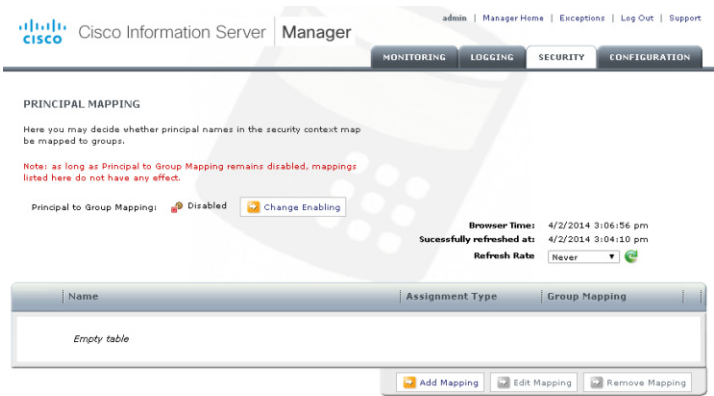 admin | Manager Home | Exceptions | Log Out | Support
CISCO
Cisco Information Server | Manager
MONITORING LOGGING SECURITY CONFIGURATION
PRINCIPAL MAPPING
Here you may decide whether principal names in the security context map
be mapped to groups.
Note: as long as Principal to Group Mapping remains disabled, mappings
listed here do not have any effect.
Principal to Group Mapping: Disabled Change Enabling
Browser Time: 4/2/2014 3:06:56 pm
Sucessfully refreshed at: 4/2/2014 3:04:10 pm
Refresh Rate Never
Name Assignment Type Group Mapping
Empty table
Add Mapping Edit Mapping Remove Mapping